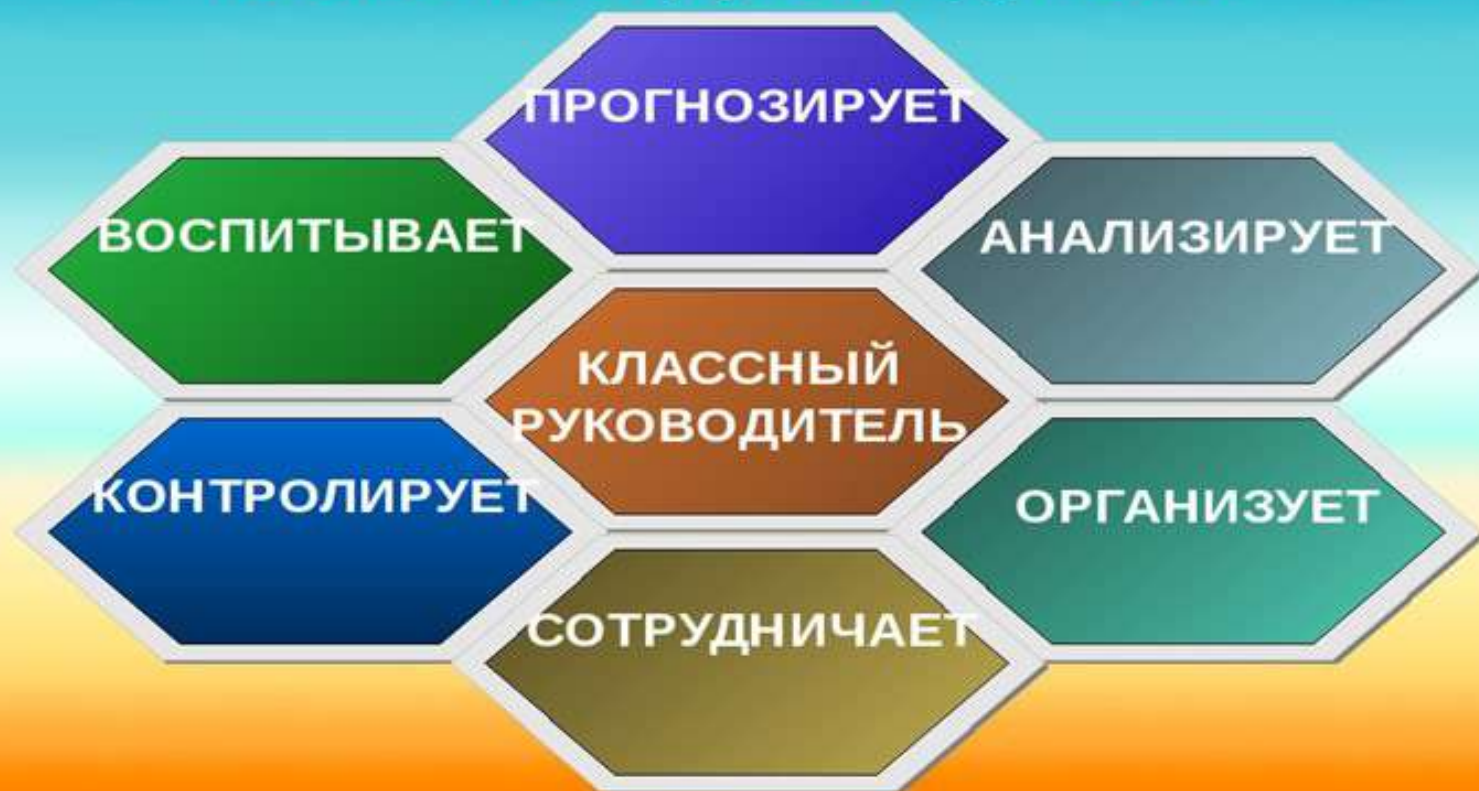 ПРОГНОЗИРУЕТ
ВОСПИТЫВАЕТ
АНАЛИЗИРУЕТ
КЛАССНЫЙ
РУКОВОДИТЕЛЬ
КОНТРОЛИРУЕТ
ОРГАНИЗУЕТ
СОТРУДНИЧАЕТ